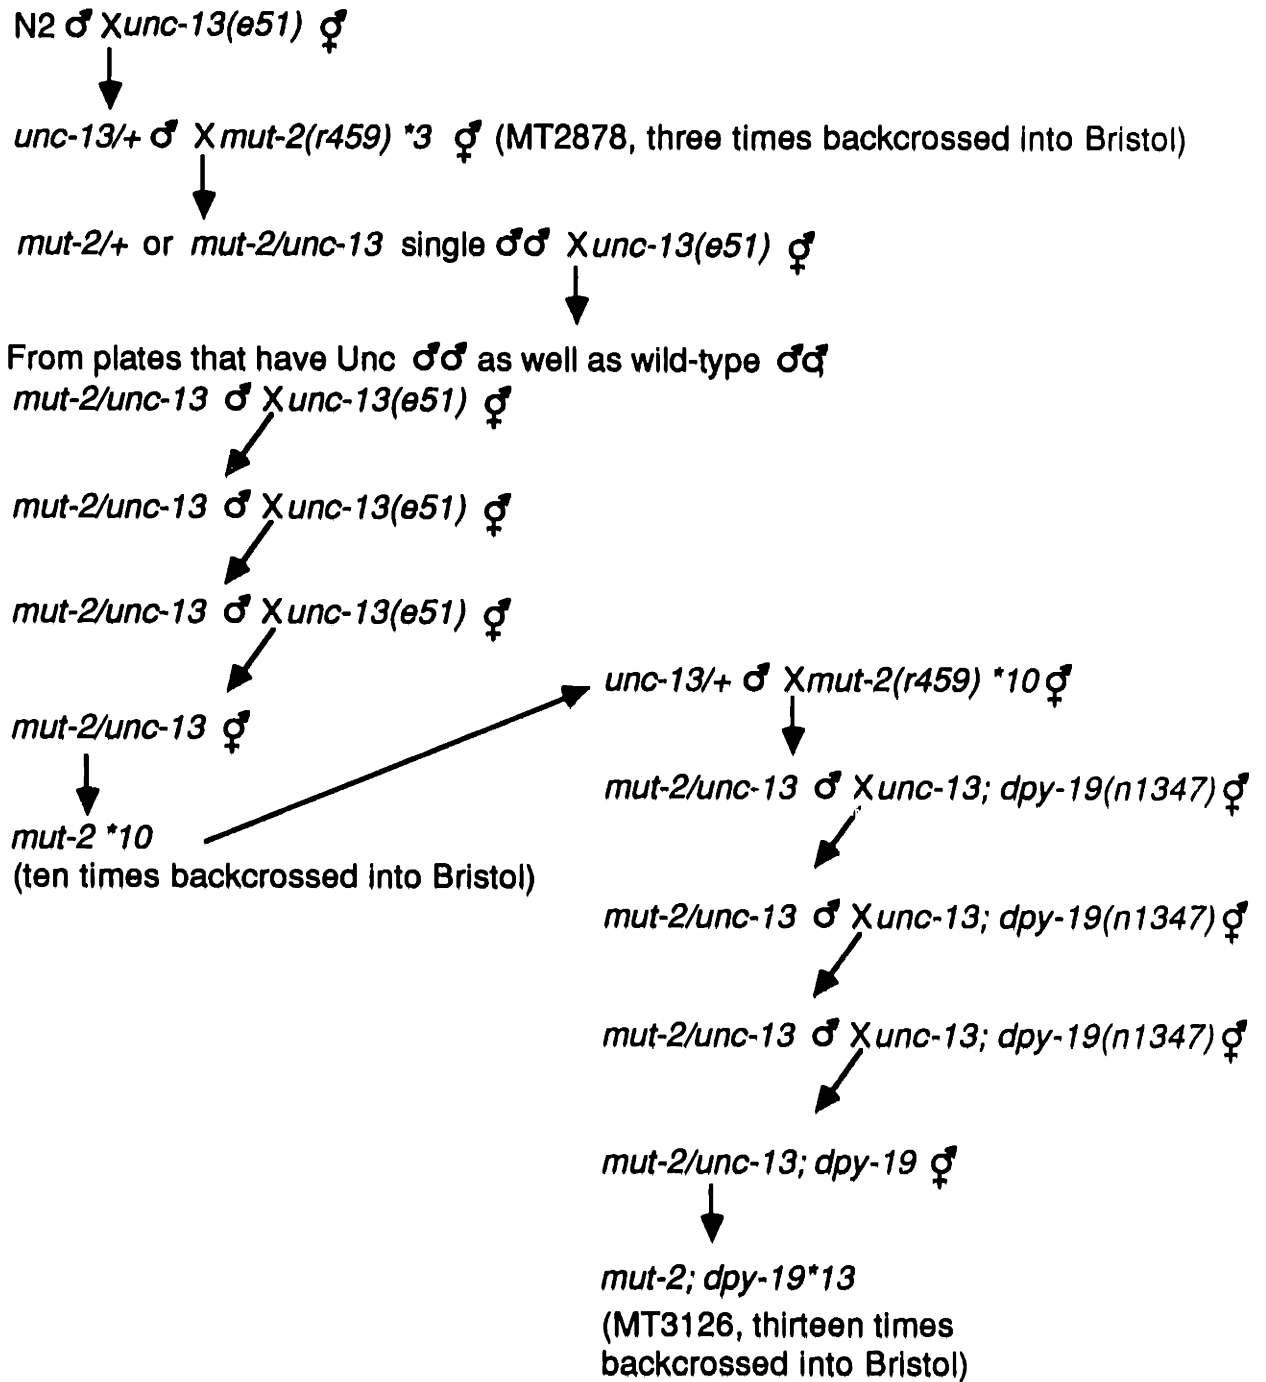 N2 ♂ X unc-13(e51) ⚥
unc-13/+ ♂ X mut-2(r459) *3 ⚥ (MT2878, three times backcrossed into Bristol)
mut-2/+ or mut-2/unc-13 single ♂♂ X unc-13(e51) ⚥
From plates that have Unc ♂♂ as well as wild-type ♂♂
mut-2/unc-13 ♂ X unc-13(e51) ⚥
mut-2/unc-13 ♂ X unc-13(e51) ⚥
mut-2/unc-13 ♂ X unc-13(e51) ⚥
mut-2/unc-13 ⚥
mut-2 *10
(ten times backcrossed into Bristol)
unc-13/+ ♂ X mut-2(r459) *10 ⚥
mut-2/unc-13 ♂ X unc-13; dpy-19(n1347) ⚥
mut-2/unc-13 ♂ X unc-13; dpy-19(n1347) ⚥
mut-2/unc-13 ♂ X unc-13; dpy-19(n1347) ⚥
mut-2/unc-13; dpy-19 ⚥
mut-2; dpy-19*13
(MT3126, thirteen times
backcrossed into Bristol)